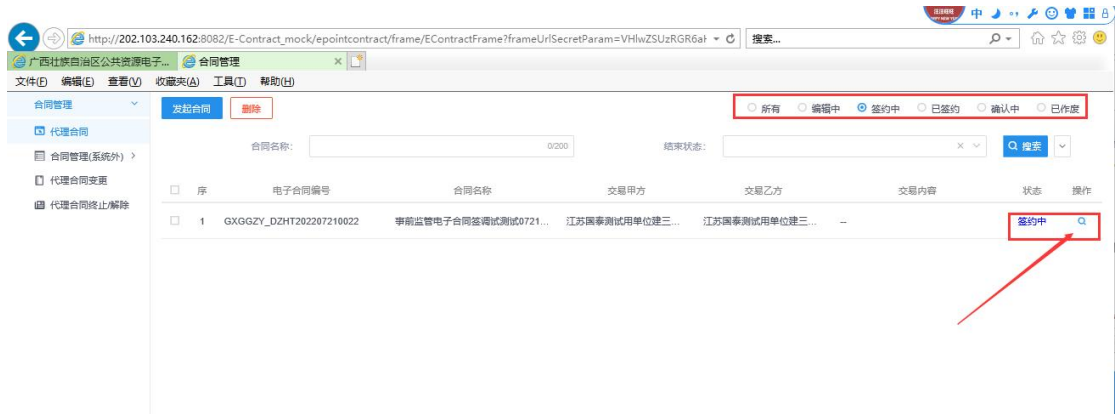 中
http://202.103.240.162:8082/E-Contract_mock/epointcontract/frame/EContractFrame?frameUrlSecretParam=VHlwZSUzRGR6aH
搜索...
广西壮族自治区公共资源电子... 合同管理
文件(F) 编辑(E) 查看(V) 收藏夹(A) 工具(T) 帮助(H)
合同管理 发起合同 删除 所有 编辑中 签约中 已签约 确认中 已作废
代理合同
合同管理(系统外)
代理合同变更
代理合同终止/解除
合同名称: 0/200 结束状态: 搜索
序 电子合同编号 合同名称 交易甲方 交易乙方 交易内容 状态 操作
1 GXGGZY_DZHT202207210022 事前监管电子合同签调试测试0721... 江苏国泰测试用单位建三... 江苏国泰测试用单位建三... -- 签约中